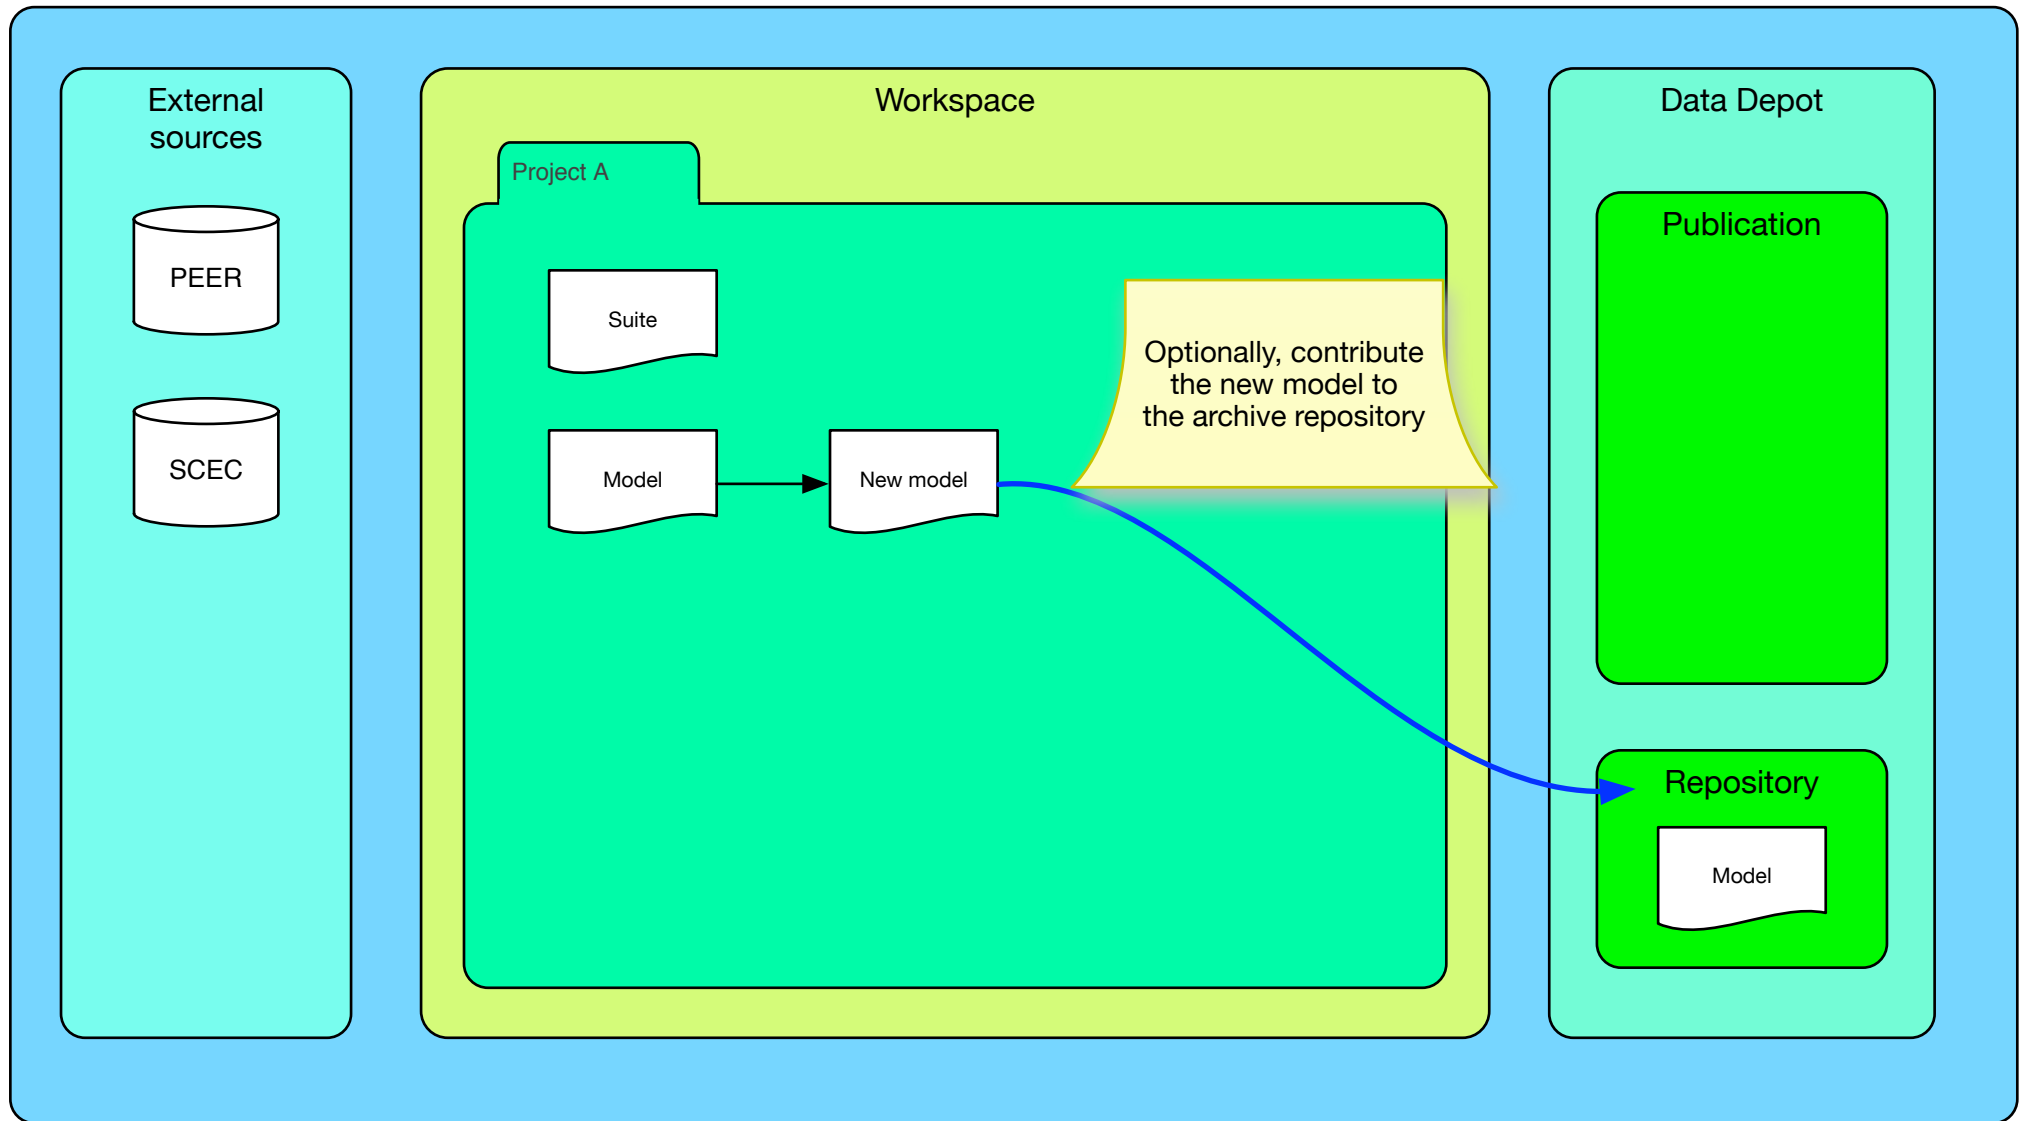 External
sources
PEER
SCEC
Workspace
Project A
Suite
Model
New model
Optionally, contribute
the new model to
the archive repository
Data Depot
Publication
Repository
Model